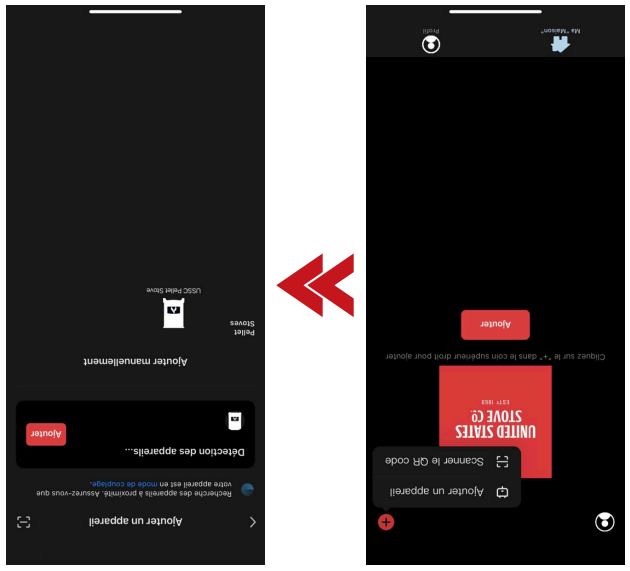 Ajouter un appareil
Scanner le QR code
UNITED STATES
STOVE CO.
ESTD 1869
Cliquez sur le "+" dans le coin supérieur droit pour ajouter
Ajouter
Ma "Maison"
Profil
Ajouter un appareil
Recherche des appareils à proximité. Assurez-vous que
votre appareil est en mode de couplage.
Détection des appareils...
Ajouter
Ajouter manuellement
Pellet
Stoves
USSC Pellet Stove